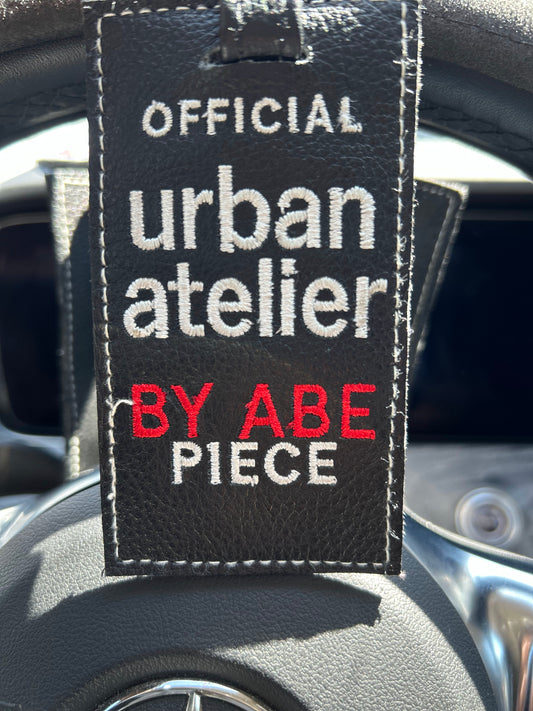 OFFICIAL
urban
atelier
BY ABE
PIECE